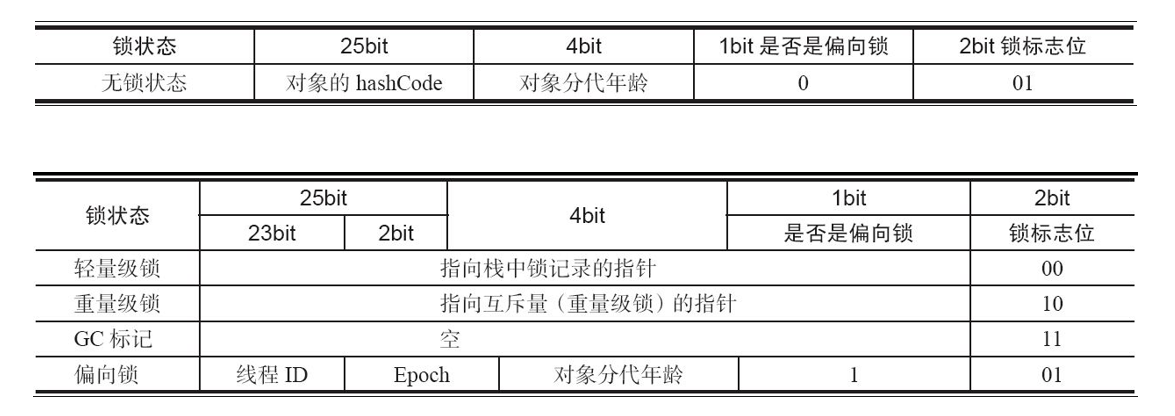 锁状态 25bit 4bit 1bit 是否是偏向锁 2bit 锁标志位
无锁状态 对象的 hashCode 对象分代年龄 0 01
锁状态 25bit 4bit 1bit 2bit
23bit 2bit 是否是偏向锁 锁标志位
轻量级锁 指向栈中锁记录的指针 00
重量级锁 指向互斥量（重量级锁）的指针 10
GC 标记 空 11
偏向锁 线程 ID Epoch 对象分代年龄 1 01